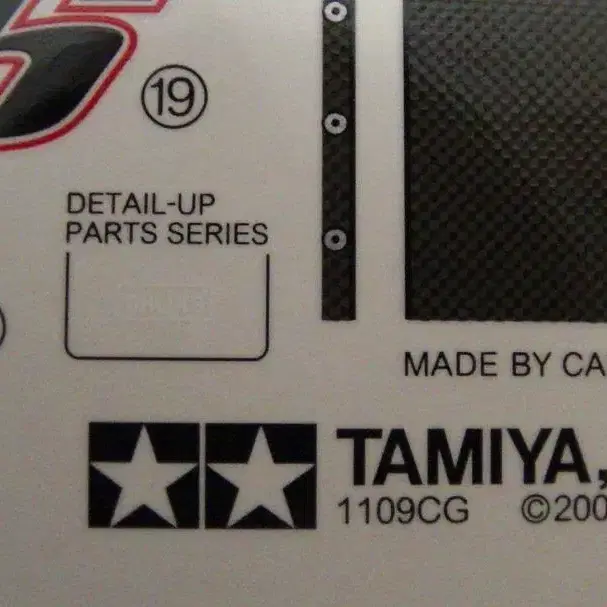 19
DETAIL-UP
PARTS SERIES
MADE BY CA
TAMIYA,
1109CG ©200